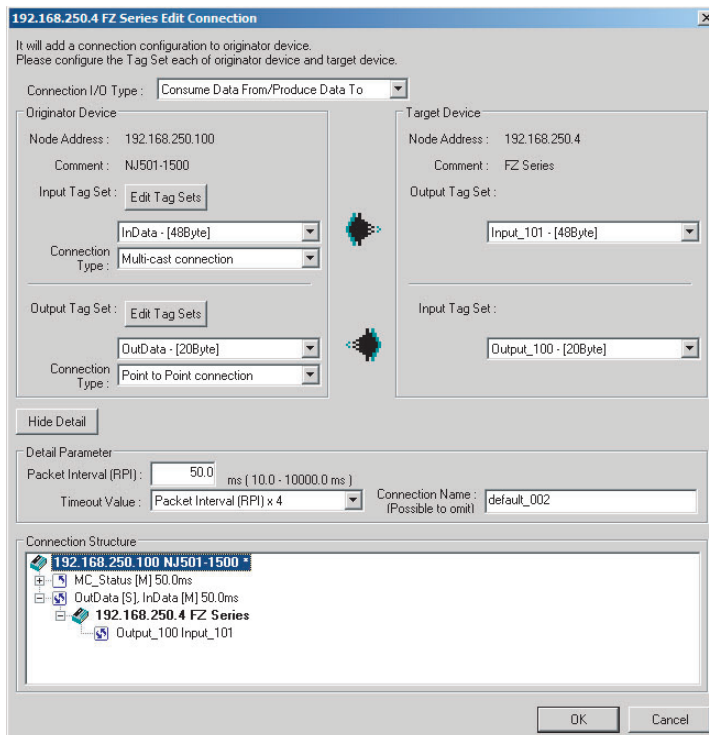 192.168.250.4 FZ Series Edit Connection
It will add a connection configuration to originator device.
Please configure the Tag Set each of originator device and target device.
Connection I/O Type : Consume Data From/Produce Data To
Originator Device
Node Address : 192.168.250.100
Comment : NJ501-1500
Input Tag Set : Edit Tag Sets
InData - [48Byte]
Connection Type : Multi-cast connection
Output Tag Set : Edit Tag Sets
OutData - [20Byte]
Connection Type : Point to Point connection
Target Device
Node Address : 192.168.250.4
Comment : FZ Series
Output Tag Set :
Input_101 - [48Byte]
Input Tag Set :
Output_100 - [20Byte]
Hide Detail
Detail Parameter
Packet Interval (RPI) : 50.0 ms ( 10.0 - 10000.0 ms )
Timeout Value : Packet Interval (RPI) x 4
Connection Name : default_002
(Possible to omit)
Connection Structure
192.168.250.100 NJ501-1500 *
MC_Status [M] 50.0ms
OutData [S], InData [M] 50.0ms
192.168.250.4 FZ Series
Output_100 Input_101
OK Cancel